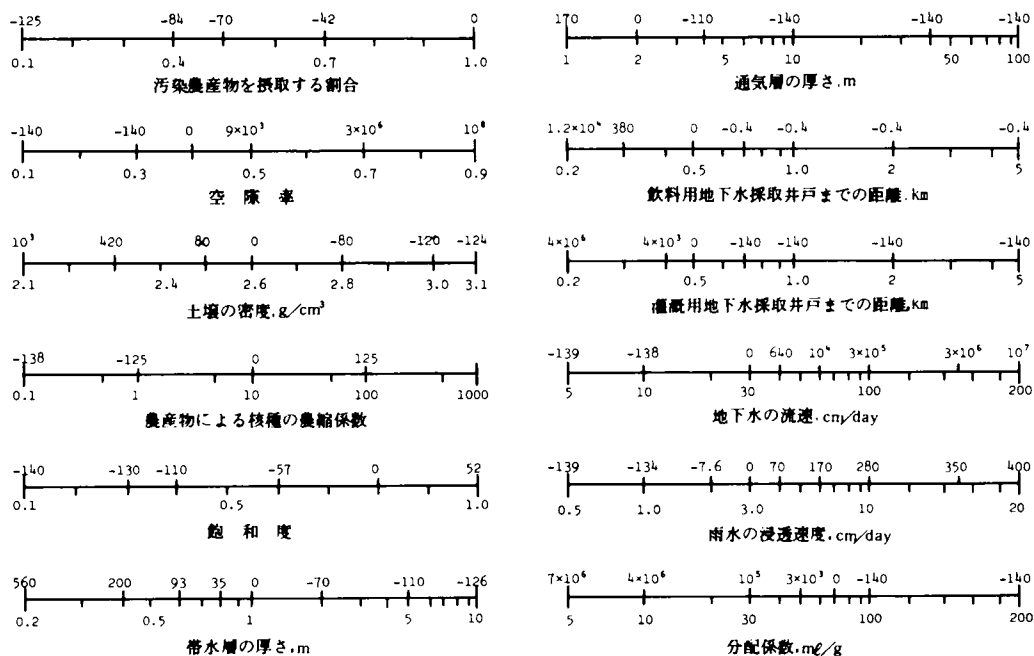 -125 -84 -70 -42 0
0.1 0.4 0.7 1.0
汚染農産物を摂取する割合
-140 -140 0 9×10³ 3×10⁶ 10⁸
0.1 0.3 0.5 0.7 0.9
空隙率
10³ 420 80 0 -80 -120 -124
2.1 2.4 2.6 2.8 3.0 3.1
土壌の密度, g/cm³
-138 -125 0 125
0.1 1 10 100 1000
農産物による核種の濃縮係数
-140 -130 -110 -57 0 52
0.1 0.5 1.0
飽和度
560 200 93 35 0 -70 -110 -126
0.2 0.5 1 5 10
帯水層の厚さ, m
170 0 -110 -140 -140 -140
1 2 5 10 50 100
通気層の厚さ, m
1.2×10⁴ 380 0 -0.4 -0.4 -0.4 -0.4
0.2 0.5 1.0 2 5
飲料用地下水採取井戸までの距離, km
4×10⁶ 4×10³ 0 -140 -140 -140 -140
0.2 0.5 1.0 2 5
灌漑用地下水採取井戸までの距離, km
-139 -138 0 640 10⁴ 3×10⁵ 3×10⁶ 10⁷
5 10 30 100 200
地下水の流速, cm/day
-139 -134 -7.6 0 70 170 280 350 400
0.5 1.0 3.0 10 20
雨水の浸透速度, cm/day
7×10⁶ 4×10⁶ 10⁵ 3×10³ 0 -140 -140
5 10 30 100 200
分配係数, mℓ/g